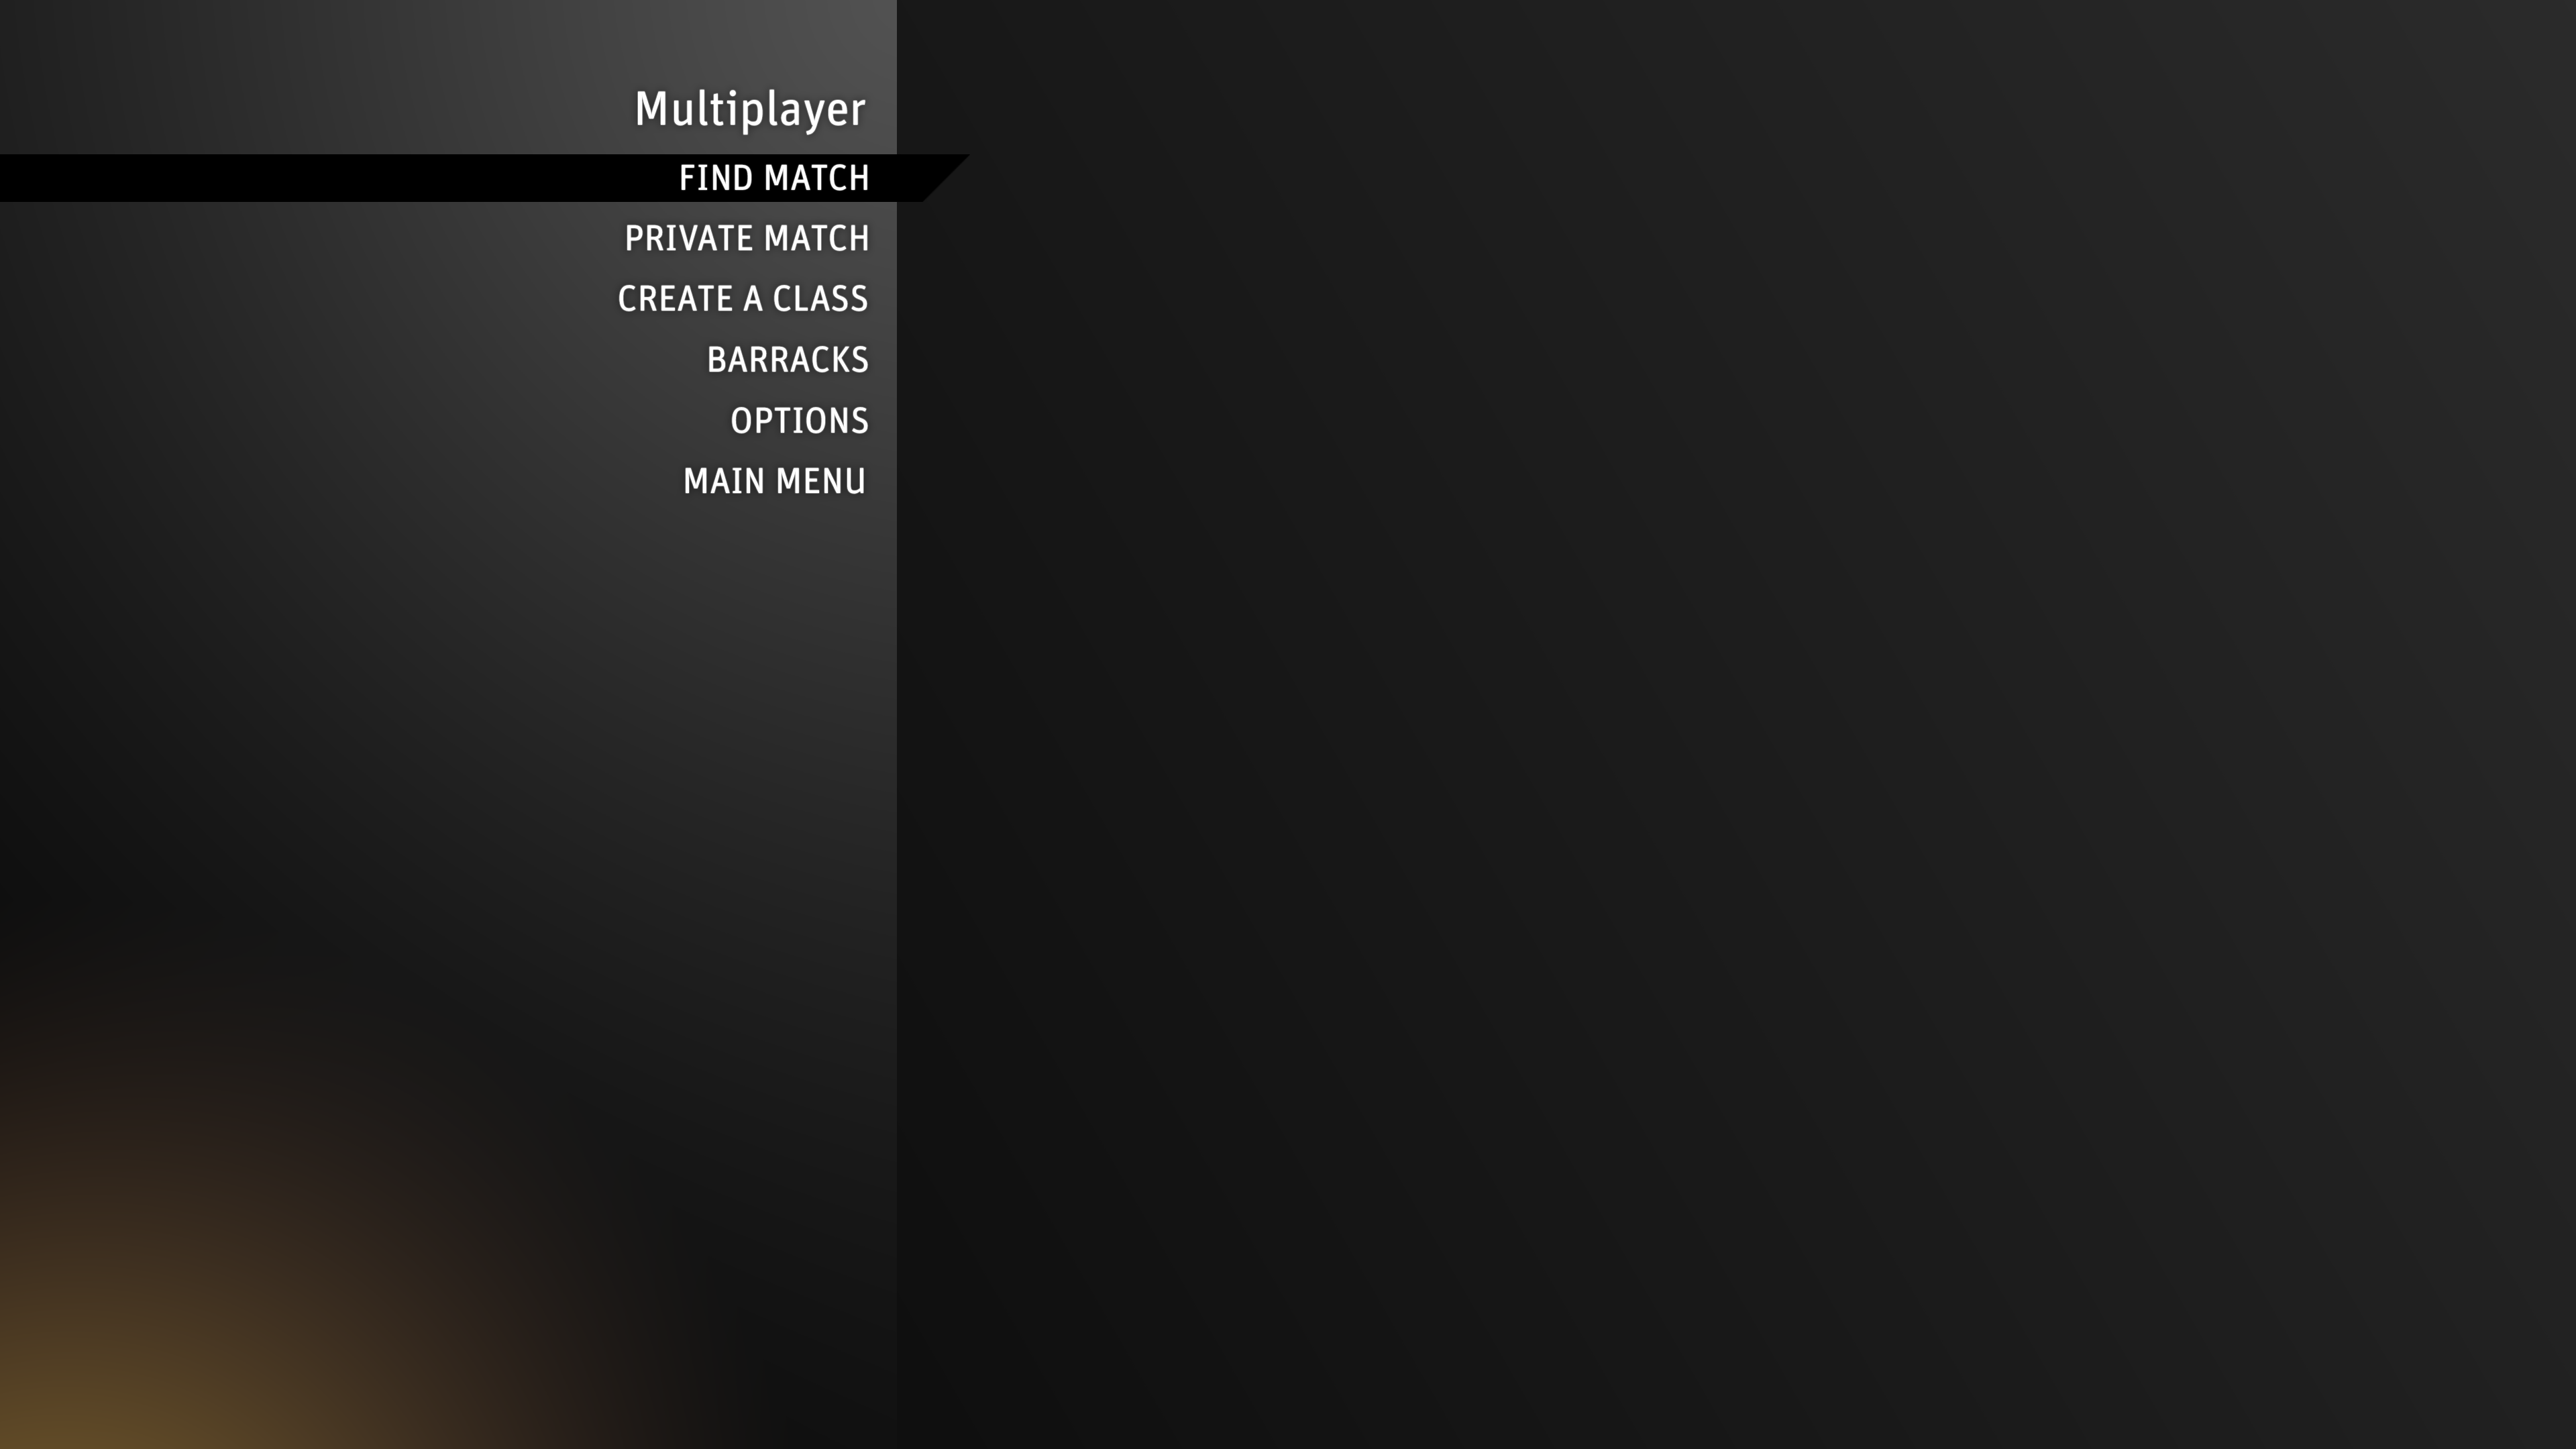 Multiplayer
FIND MATCH
PRIVATE MATCH
CREATE A CLASS
BARRACKS
OPTIONS
MAIN MENU